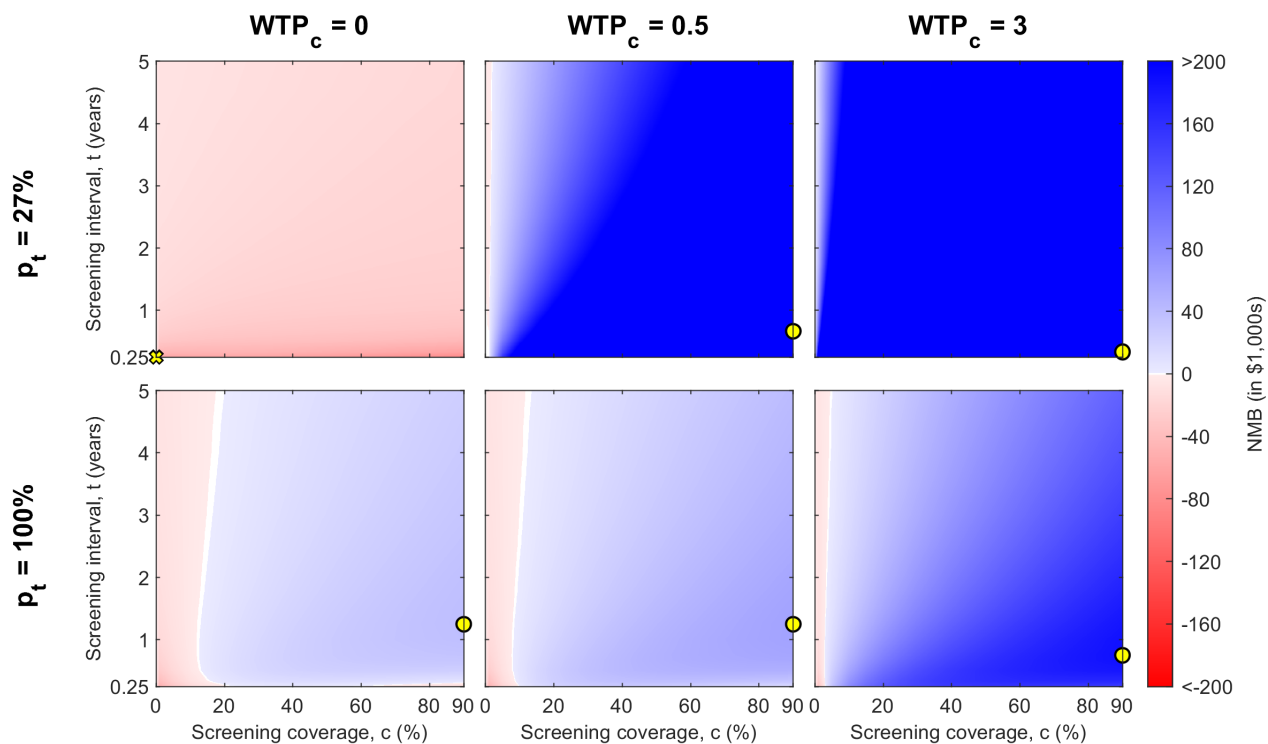 WTPc = 0 WTPc = 0.5 WTPc = 3
pt = 27%
Screening interval, t (years)
5
4
3
2
1
0.25
pt = 100%
Screening interval, t (years)
5
4
3
2
1
0.25
0 20 40 60 80 90 0 20 40 60 80 90 0 20 40 60 80 90
Screening coverage, c (%) Screening coverage, c (%) Screening coverage, c (%)
>200
160
120
80
40
0
-40
-80
-120
-160
<-200
NMB (in $1,000s)